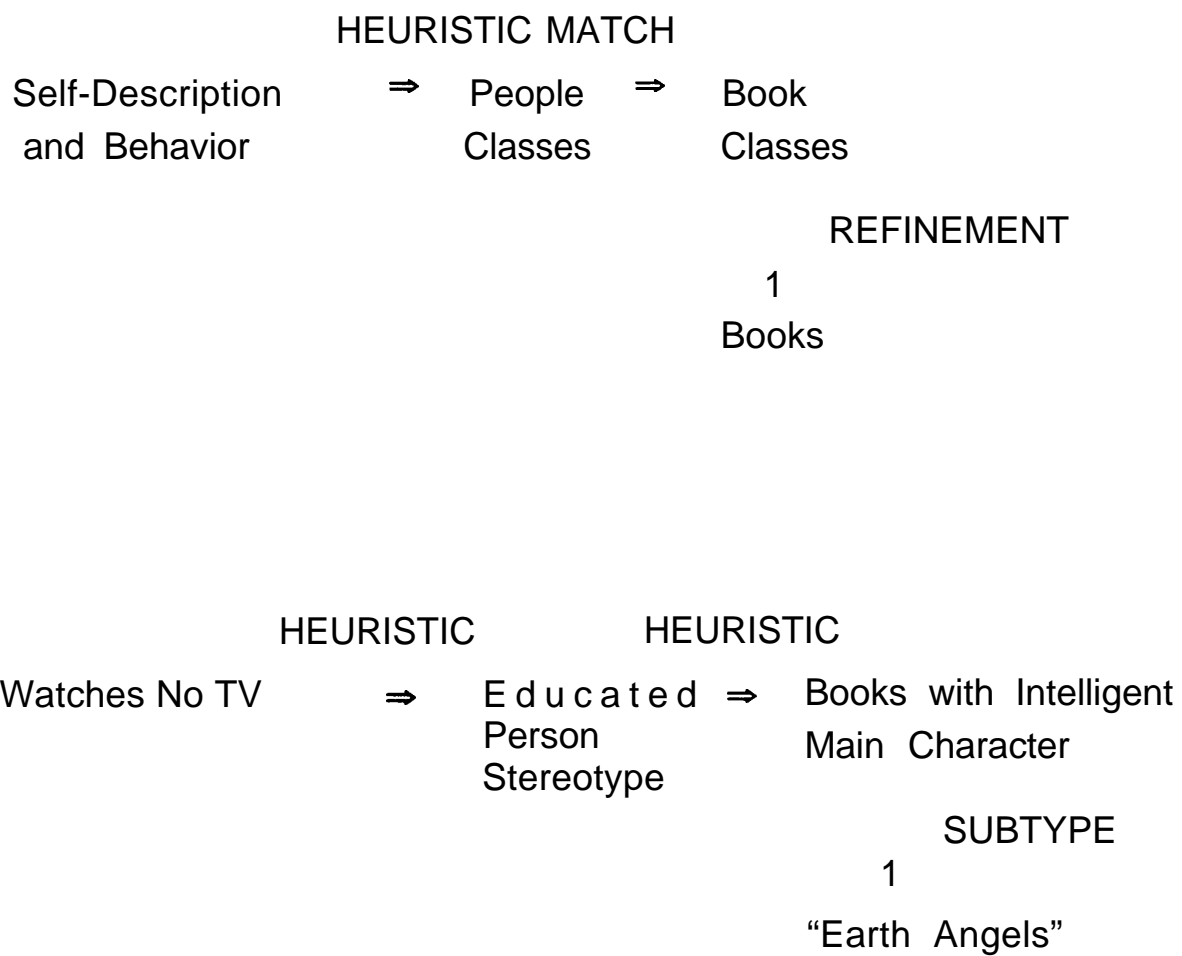 HEURISTIC MATCH
Self-Description ⇒ People ⇒ Book
and Behavior Classes Classes
REFINEMENT
1
Books
HEURISTIC HEURISTIC
Watches No TV ⇒ Educated ⇒ Books with Intelligent
Person Main Character
Stereotype
SUBTYPE
1
“Earth Angels”